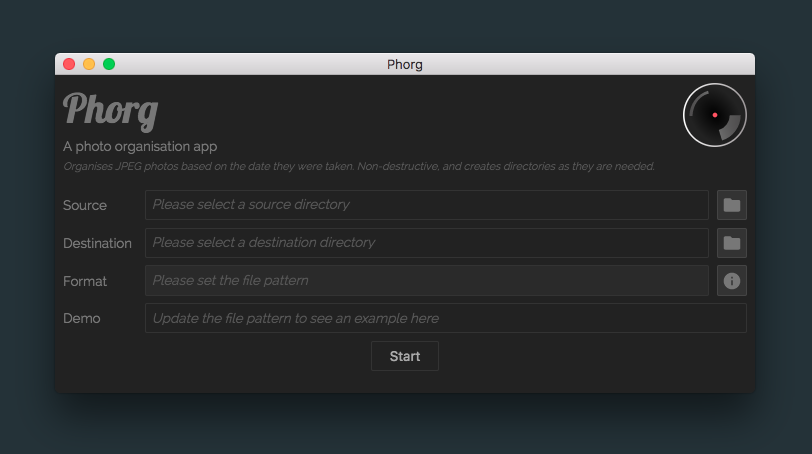 Phorg
Phorg
A photo organisation app
Organises JPEG photos based on the date they were taken. Non-destructive, and creates directories as they are needed.
Source Please select a source directory
Destination Please select a destination directory
Format Please set the file pattern
Demo Update the file pattern to see an example here
Start